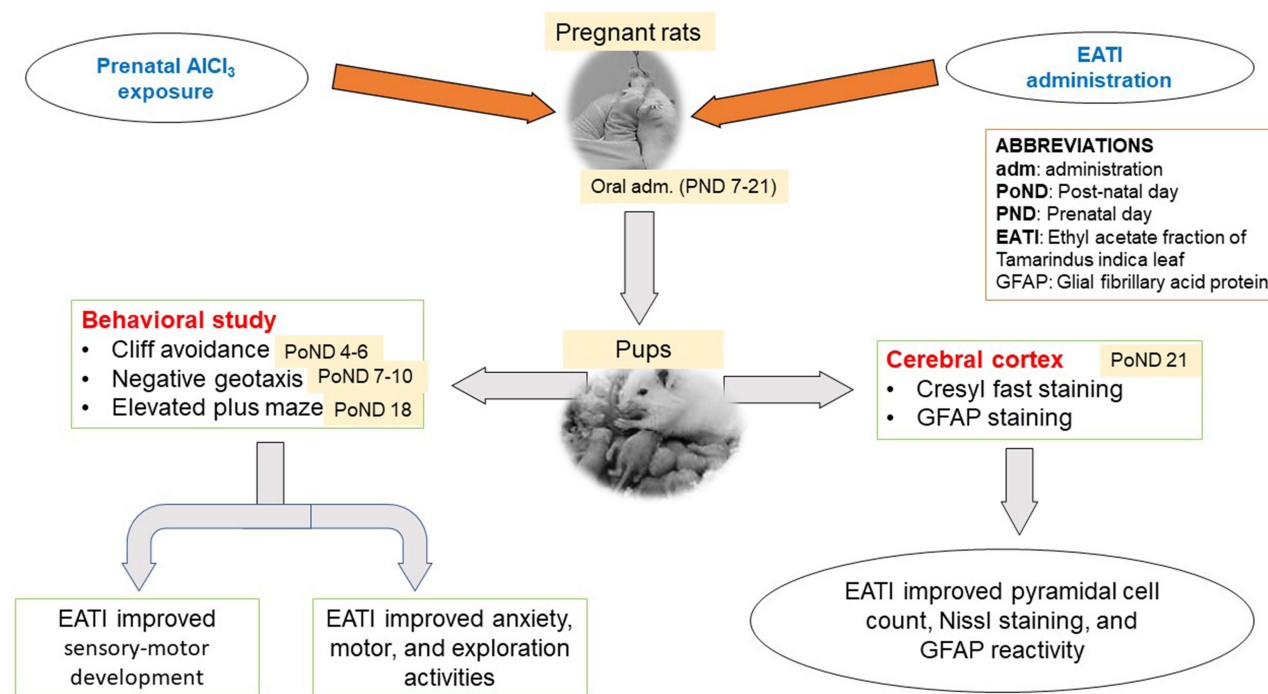 Pregnant rats
Prenatal AlCl₃
exposure
EATI
administration
Oral adm. (PND 7-21)
ABBREVIATIONS
adm: administration
PoND: Post-natal day
PND: Prenatal day
EATI: Ethyl acetate fraction of
Tamarindus indica leaf
GFAP: Glial fibrillary acid protein
Behavioral study
• Cliff avoidance PoND 4-6
• Negative geotaxis PoND 7-10
• Elevated plus maze PoND 18
Pups
Cerebral cortex PoND 21
• Cresyl fast staining
• GFAP staining
EATI improved
sensory-motor
development
EATI improved anxiety,
motor, and exploration
activities
EATI improved pyramidal cell
count, Nissl staining, and
GFAP reactivity